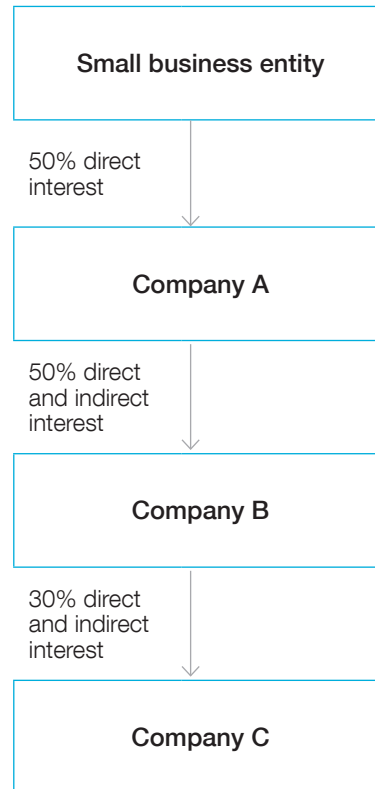 Small business entity
50% direct
interest
Company A
50% direct
and indirect
interest
Company B
30% direct
and indirect
interest
Company C